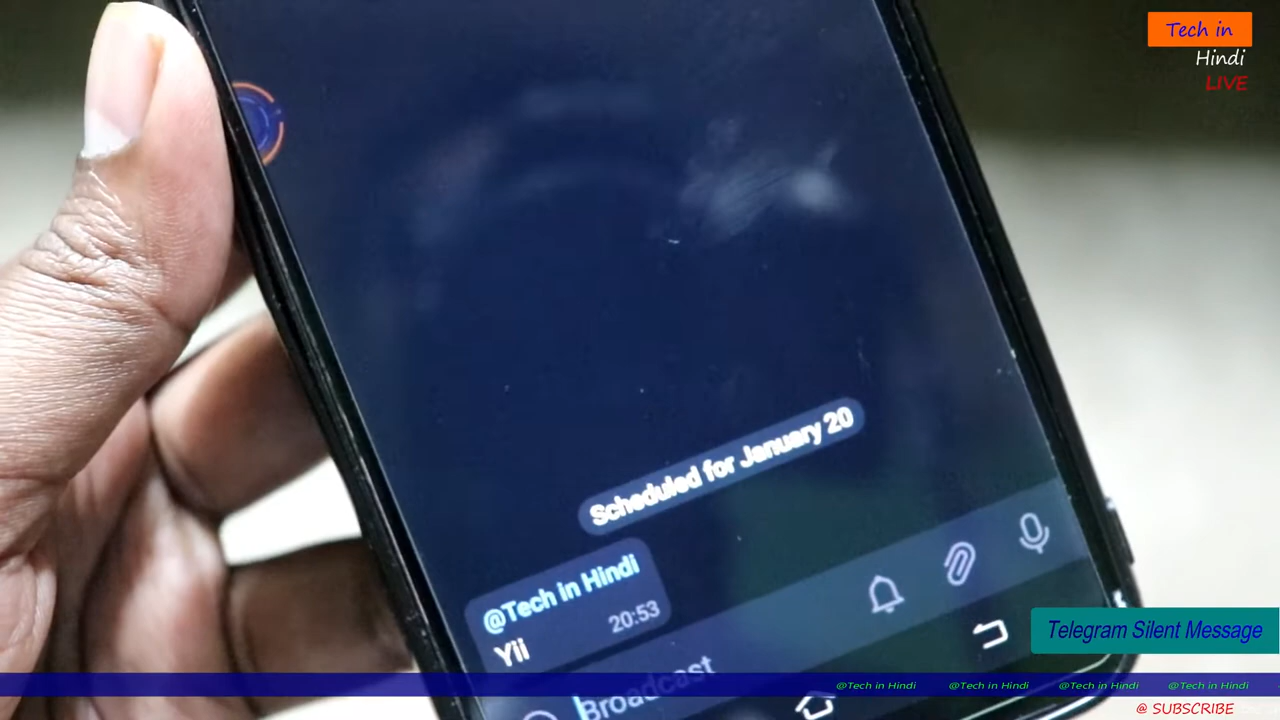 Tech in
Hindi
LIVE
Scheduled for January 20
@Tech in Hindi
Yii
20:53
Broadcast
Telegram Silent Message
@Tech in Hindi @Tech in Hindi @Tech in Hindi @Tech in Hindi
@ SUBSCRIBE